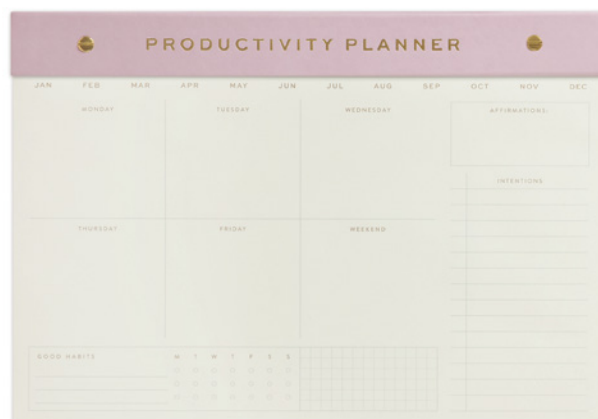 PRODUCTIVITY PLANNER
JAN FEB MAR APR MAY JUN JUL AUG SEP OCT NOV DEC
MONDAY TUESDAY WEDNESDAY AFFIRMATIONS:
INTENTIONS
THURSDAY FRIDAY WEEKEND
GOOD HABITS M T W T F S S